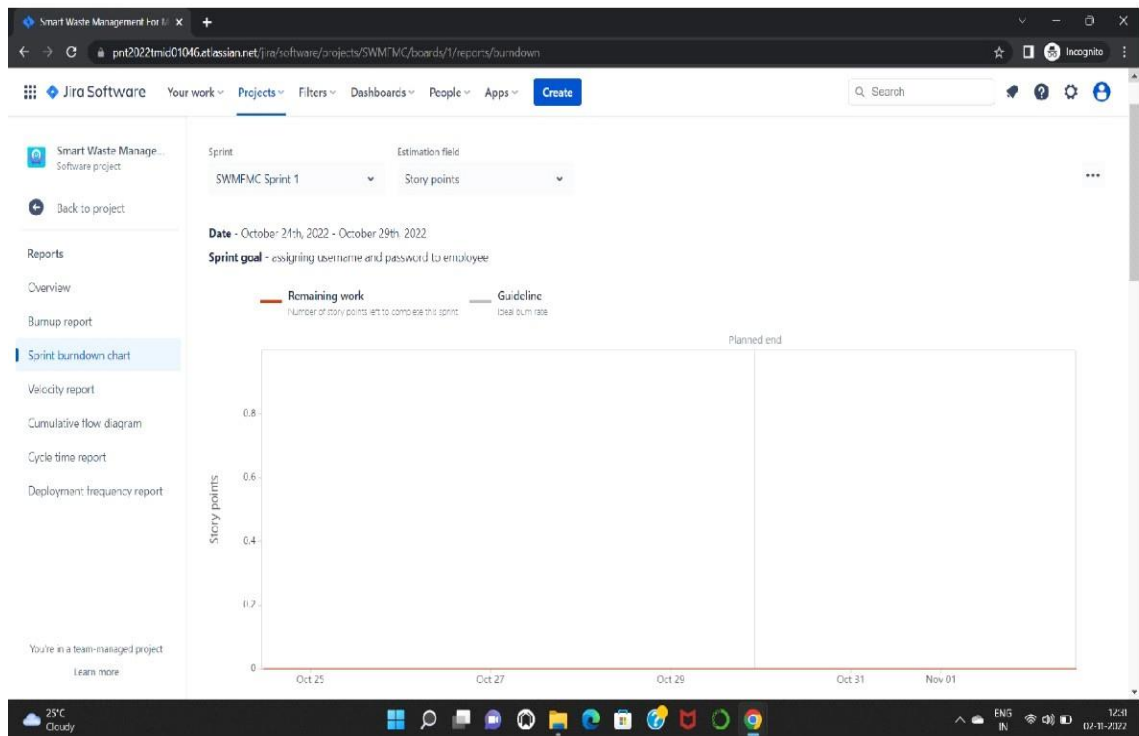 Smart Waste Management For M
pnt2022tmid01046.atlassian.net/jira/software/projects/SWMFMC/boards/1/reports/burndown
Incognito
Jira Software
Your work
Projects
Filters
Dashboards
People
Apps
Create
Search
Smart Waste Manage...
Software project
Back to project
Reports
Overview
Burnup report
Sprint burndown chart
Velocity report
Cumulative flow diagram
Cycle time report
Deployment frequency report
You're in a team-managed project
Learn more
Sprint
SWMFMC Sprint 1
Estimation field
Story points
Date - October 24th, 2022 - October 29th, 2022
Sprint goal - assigning username and password to employee
Remaining work
Number of story points left to complete this sprint
Guideline
Ideal burn rate
Planned end
Story points
0.8
0.6
0.4
0.2
0
Oct 25
Oct 27
Oct 29
Oct 31
Nov 01
25°C
Cloudy
ENG
IN
12:31
02-11-2022